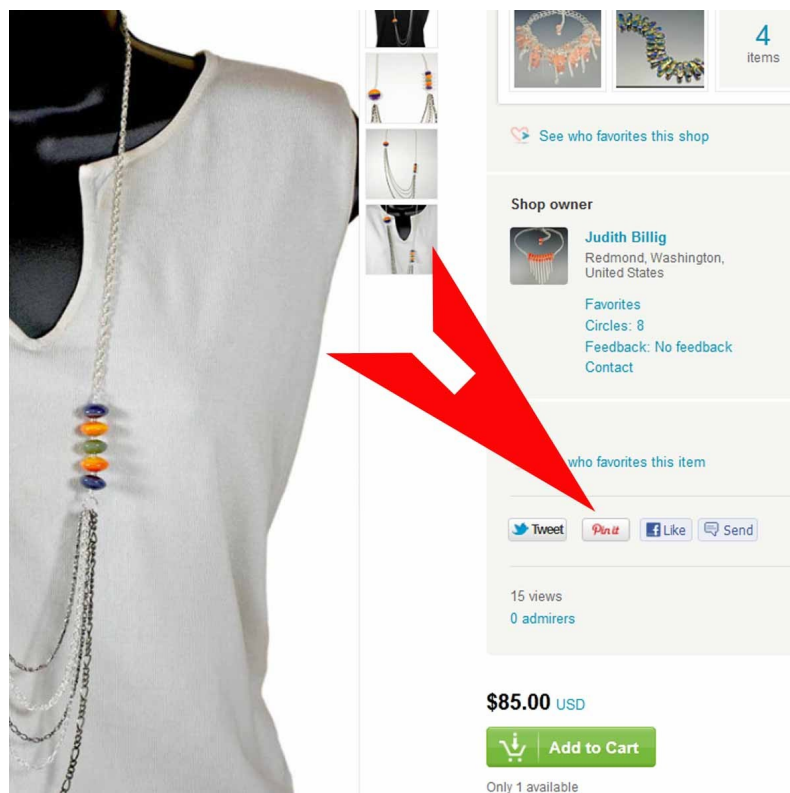 4
items
See who favorites this shop
Shop owner
Judith Billig
Redmond, Washington,
United States
Favorites
Circles: 8
Feedback: No feedback
Contact
who favorites this item
Tweet
Pin it
Like
Send
15 views
0 admirers
$85.00 USD
Add to Cart
Only 1 available